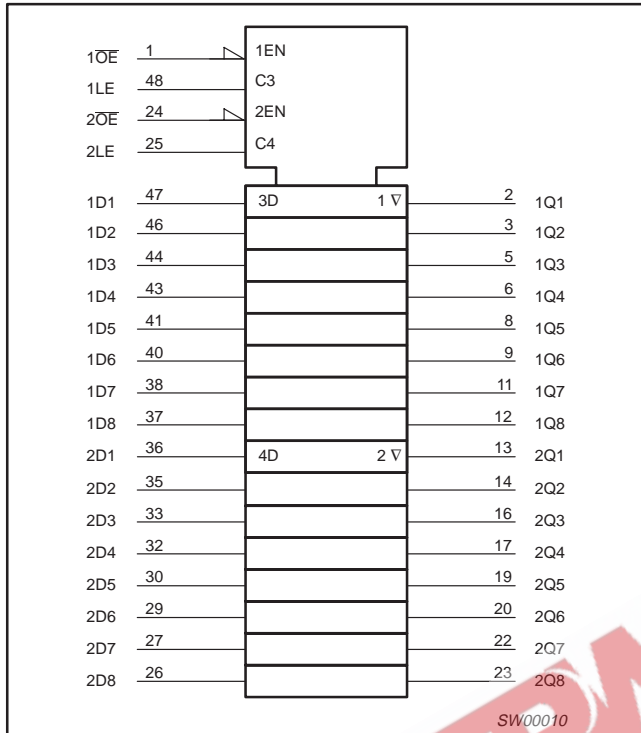 1O̅E̅ 1 1EN
1LE 48 C3
2O̅E̅ 24 2EN
2LE 25 C4
1D1 47 3D 1 ∇ 2 1Q1
1D2 46 3 1Q2
1D3 44 5 1Q3
1D4 43 6 1Q4
1D5 41 8 1Q5
1D6 40 9 1Q6
1D7 38 11 1Q7
1D8 37 12 1Q8
2D1 36 4D 2 ∇ 13 2Q1
2D2 35 14 2Q2
2D3 33 16 2Q3
2D4 32 17 2Q4
2D5 30 19 2Q5
2D6 29 20 2Q6
2D7 27 22 2Q7
2D8 26 23 2Q8
SW00010